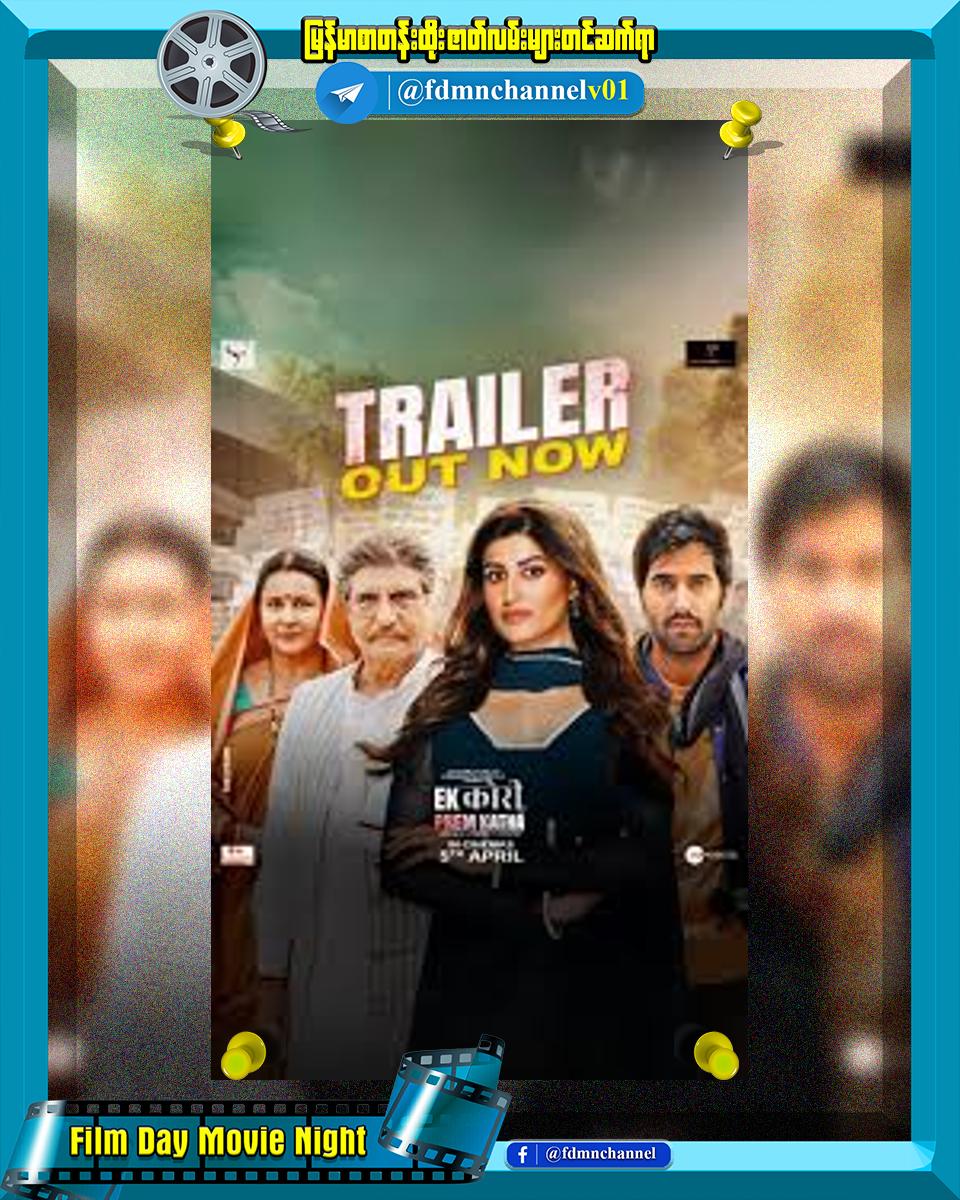 မြန်မာစာတန်းထိုးဇာတ်လမ်းများတင်ဆက်ရာ
@fdmnchannelv01
TRAILER
OUT NOW
EK कोरी
PREM KATHA
IN CINEMAS
5TH APRIL
Film Day Movie Night
@fdmnchannel